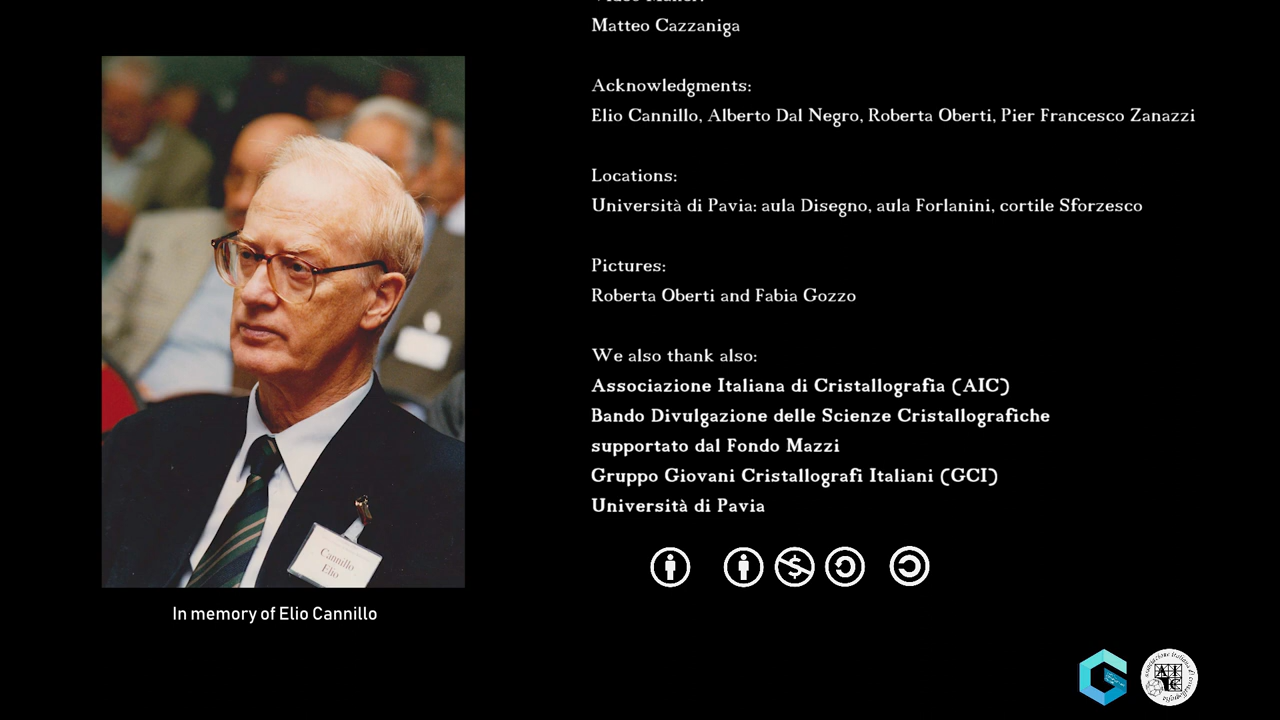 Matteo Cazzaniga
Acknowledgments:
Elio Cannillo, Alberto Dal Negro, Roberta Oberti, Pier Francesco Zanazzi
Locations:
Università di Pavia: aula Disegno, aula Forlanini, cortile Sforzesco
Pictures:
Roberta Oberti and Fabia Gozzo
We also thank also:
Associazione Italiana di Cristallografia (AIC)
Bando Divulgazione delle Scienze Cristallografiche
supportato dal Fondo Mazzi
Gruppo Giovani Cristallografi Italiani (GCI)
Università di Pavia
Cannillo
Elio
In memory of Elio Cannillo